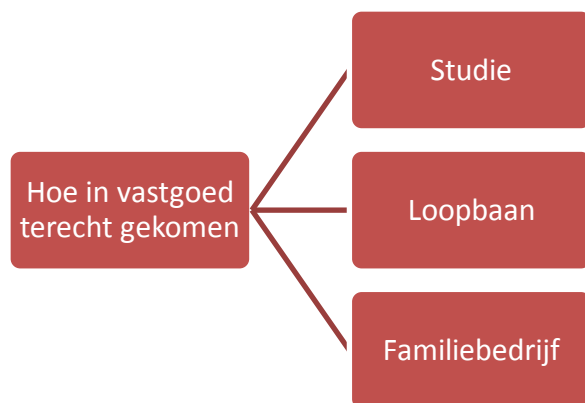 Studie
Hoe in vastgoed
terecht gekomen
Loopbaan
Familiebedrijf